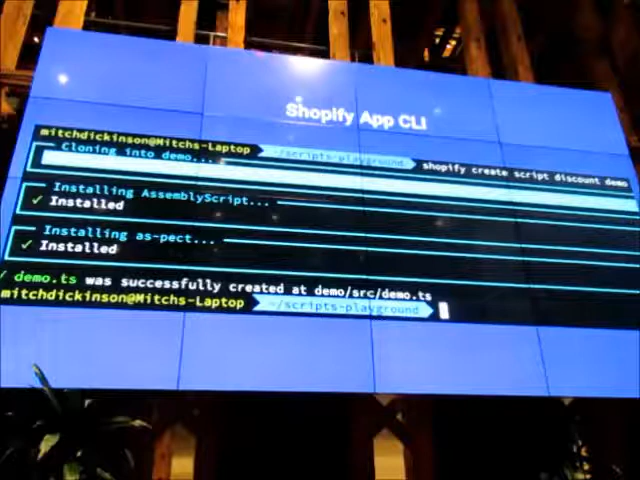 Shopify App CLI
mitchdickinson@Mitchs-Laptop ~/scripts-playground shopify create script discount demo
Cloning into demo...
Installing AssemblyScript...
✓ Installed
Installing as-pect...
✓ Installed
✓ demo.ts was successfully created at demo/src/demo.ts
mitchdickinson@Mitchs-Laptop ~/scripts-playground